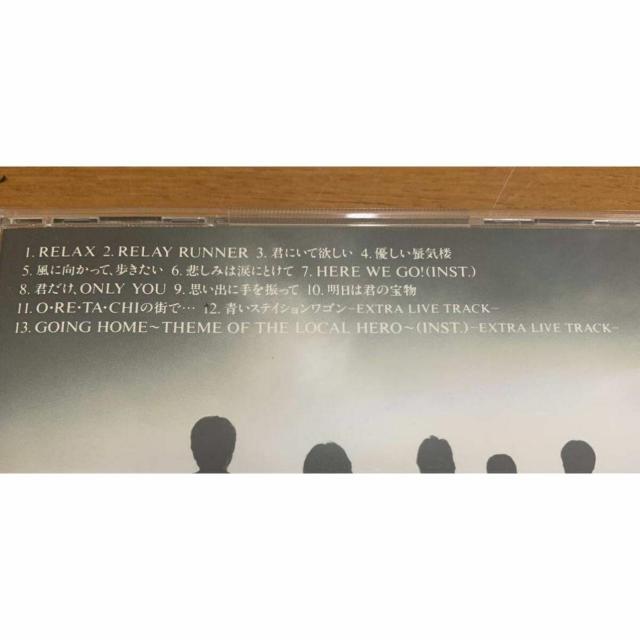 1. RELAX 2. RELAY RUNNER 3. 君にいて欲しい 4. 優しい蜃気楼
5. 風に向かって、歩きたい 6. 悲しみは涙にとけて 7. HERE WE GO!(INST.)
8. 君だけ、ONLY YOU 9. 思い出に手を振って 10. 明日は君の宝物
11. O・RE・TA・CHIの街で… 12. 青いステイションワゴン~EXTRA LIVE TRACK~
13. GOING HOME~THEME OF THE LOCAL HERO~(INST.)~EXTRA LIVE TRACK~